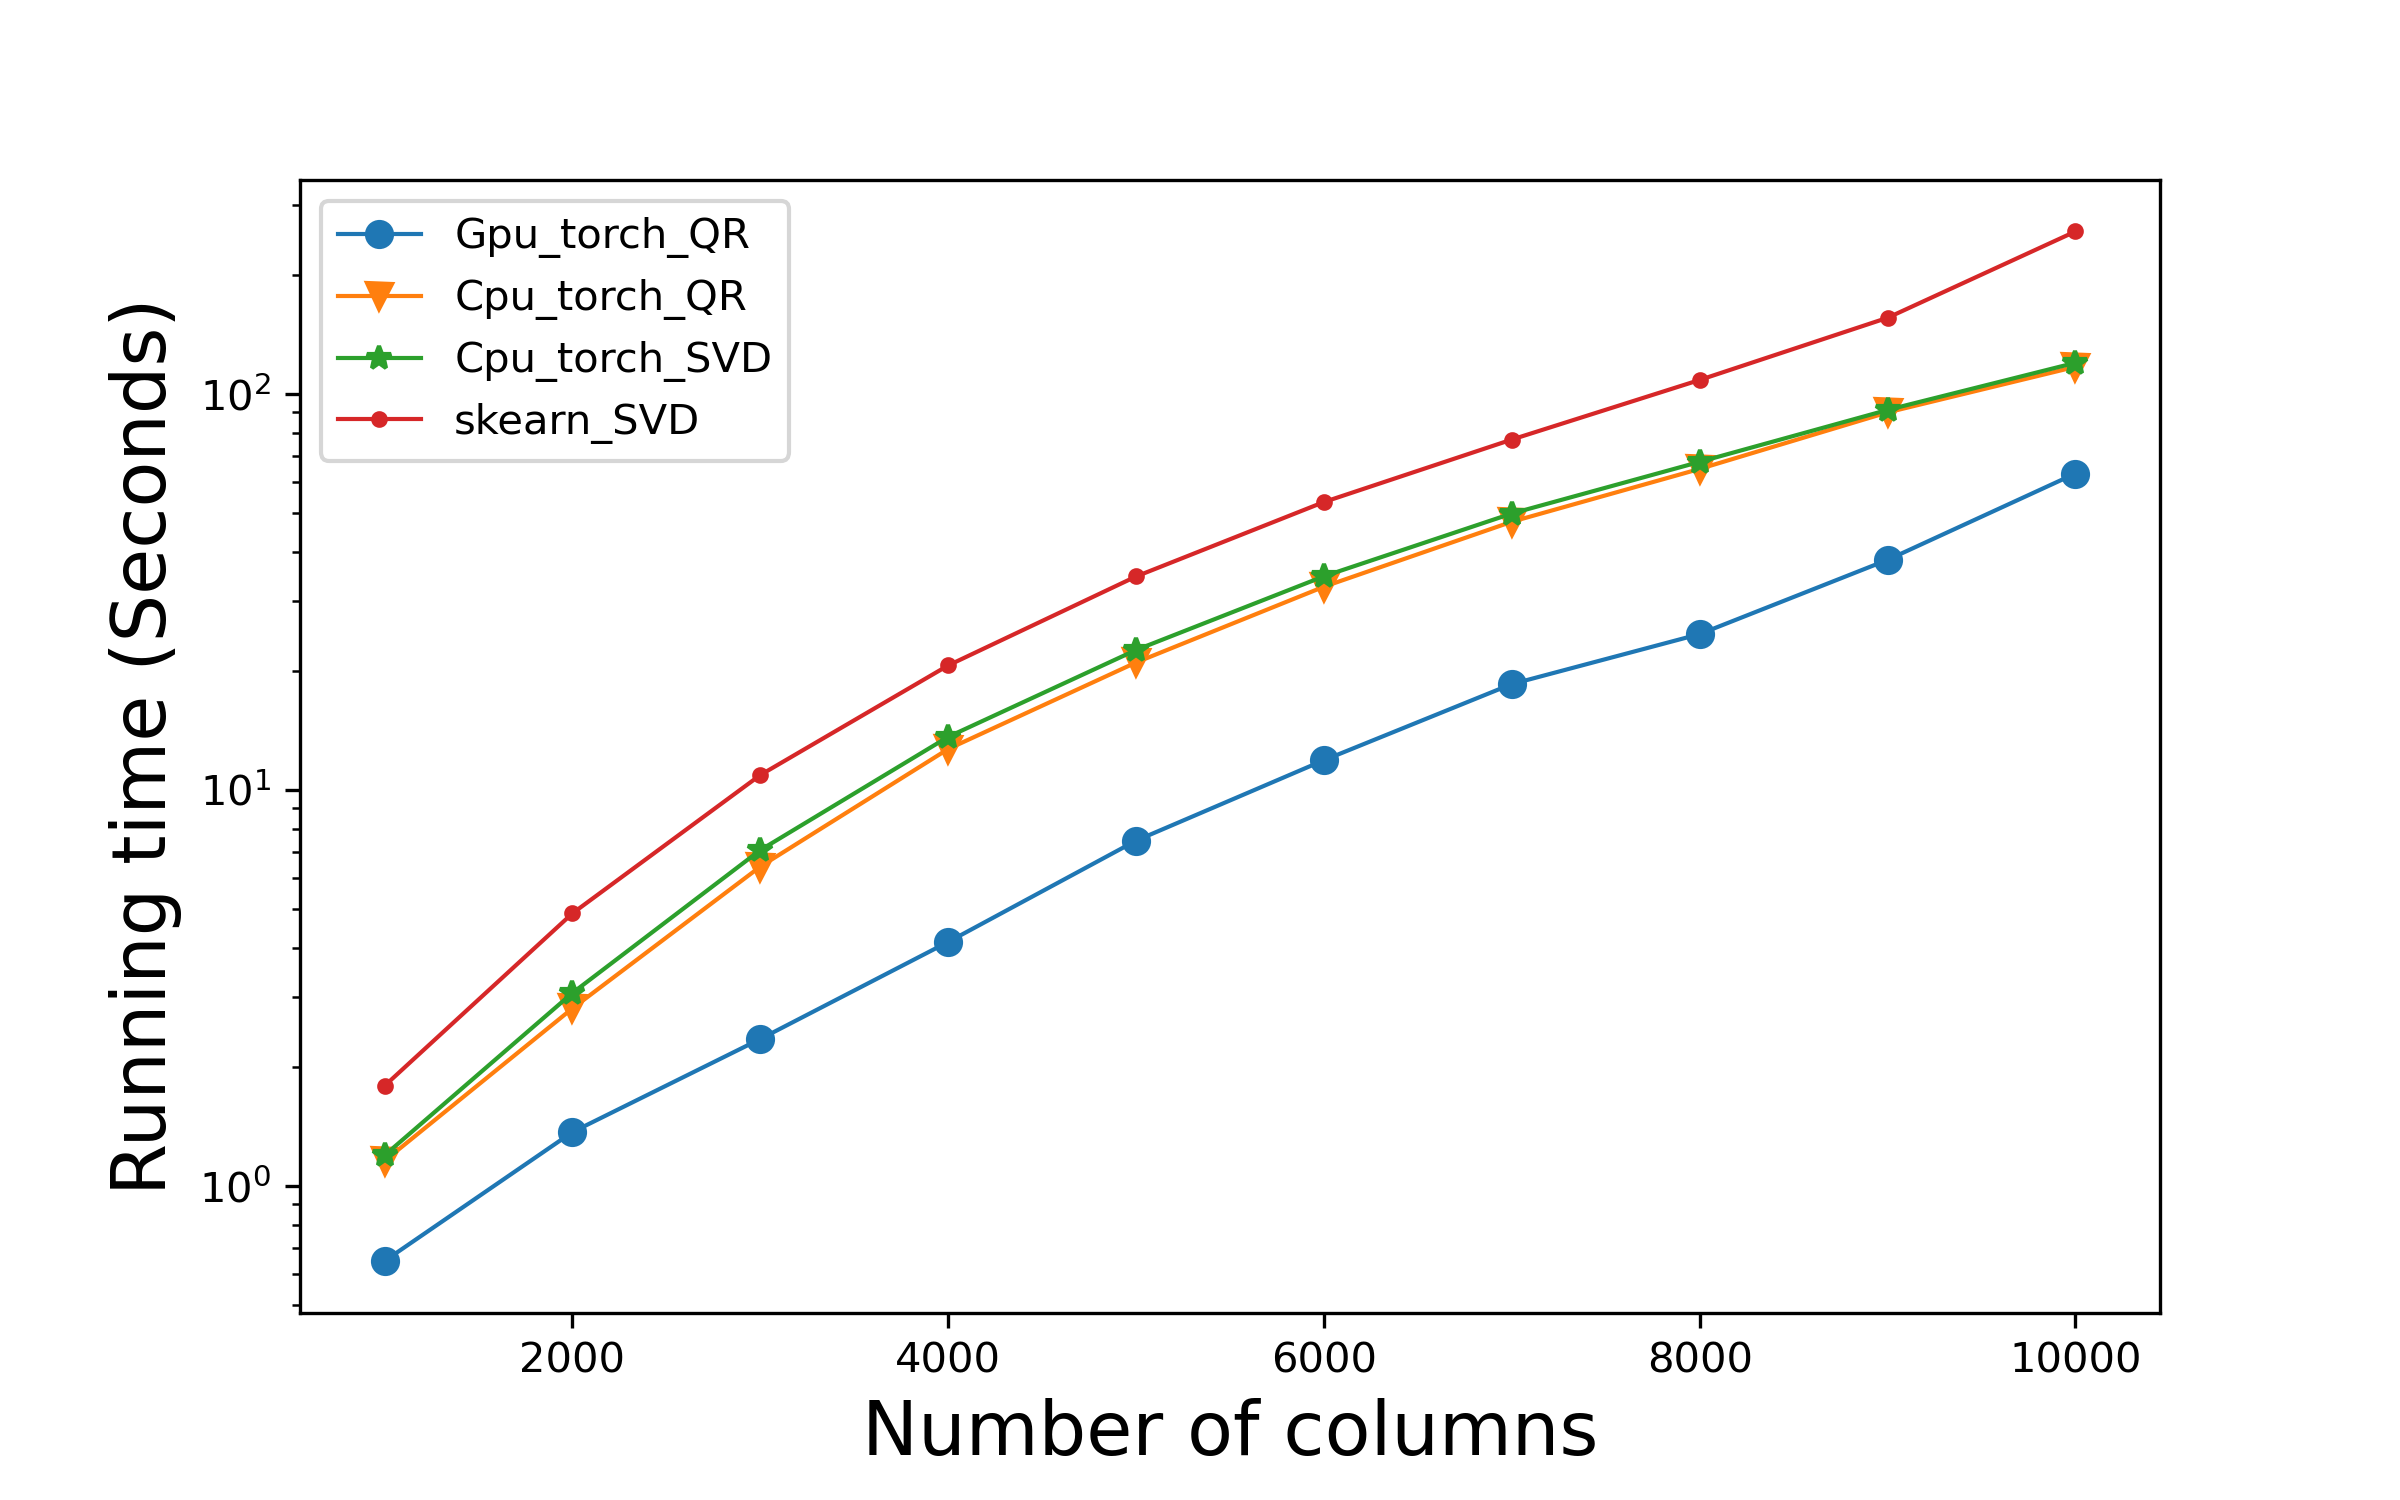 Gpu_torch_QR
Cpu_torch_QR
Cpu_torch_SVD
skearn_SVD
Running time (Seconds)
10²
10¹
10⁰
2000 4000 6000 8000 10000
Number of columns